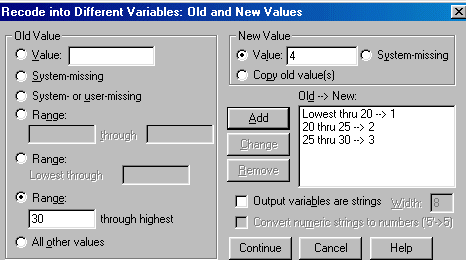 Recode into Different Variables: Old and New Values
Old Value
Value:
System-missing
System- or user-missing
Range:
through
Range:
Lowest through
Range:
30 through highest
All other values
New Value
Value: 4 System-missing
Copy old value(s)
Old --> New:
Add
Change
Remove
Lowest thru 20 --> 1
20 thru 25 --> 2
25 thru 30 --> 3
Output variables are strings Width: 8
Convert numeric strings to numbers ('5'->5)
Continue Cancel Help